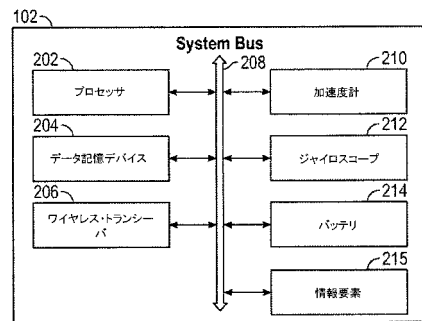 102
System Bus
202
プロセッサ
208
210
加速度計
204
データ記憶デバイス
212
ジャイロスコープ
206
ワイヤレス・トランシー
バ
214
バッテリ
215
情報要素